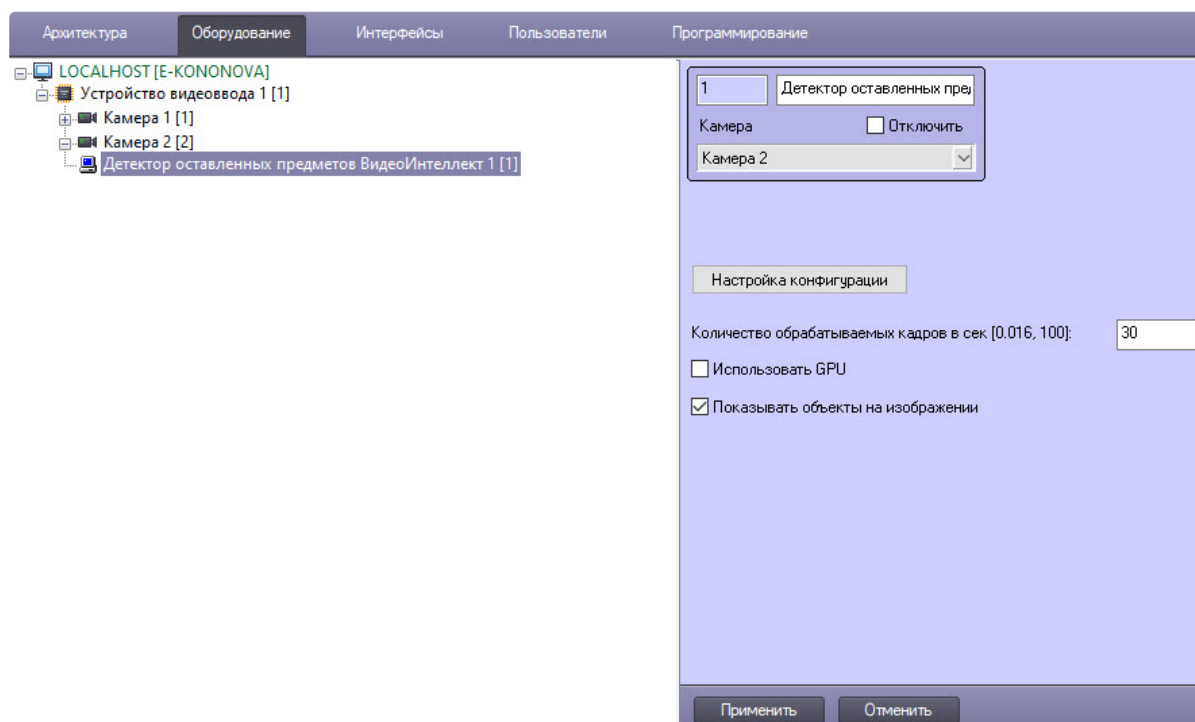 Архитектура Оборудование Интерфейсы Пользователи Программирование
LOCALHOST [E-KONONOVA]
Устройство видеоввода 1 [1]
Камера 1 [1]
Камера 2 [2]
Детектор оставленных предметов ВидеоИнтеллект 1 [1]
1 Детектор оставленных пред
Камера Отключить
Камера 2
Настройка конфигурации
Количество обрабатываемых кадров в сек [0.016, 100]: 30
Использовать GPU
Показывать объекты на изображении
Применить Отменить